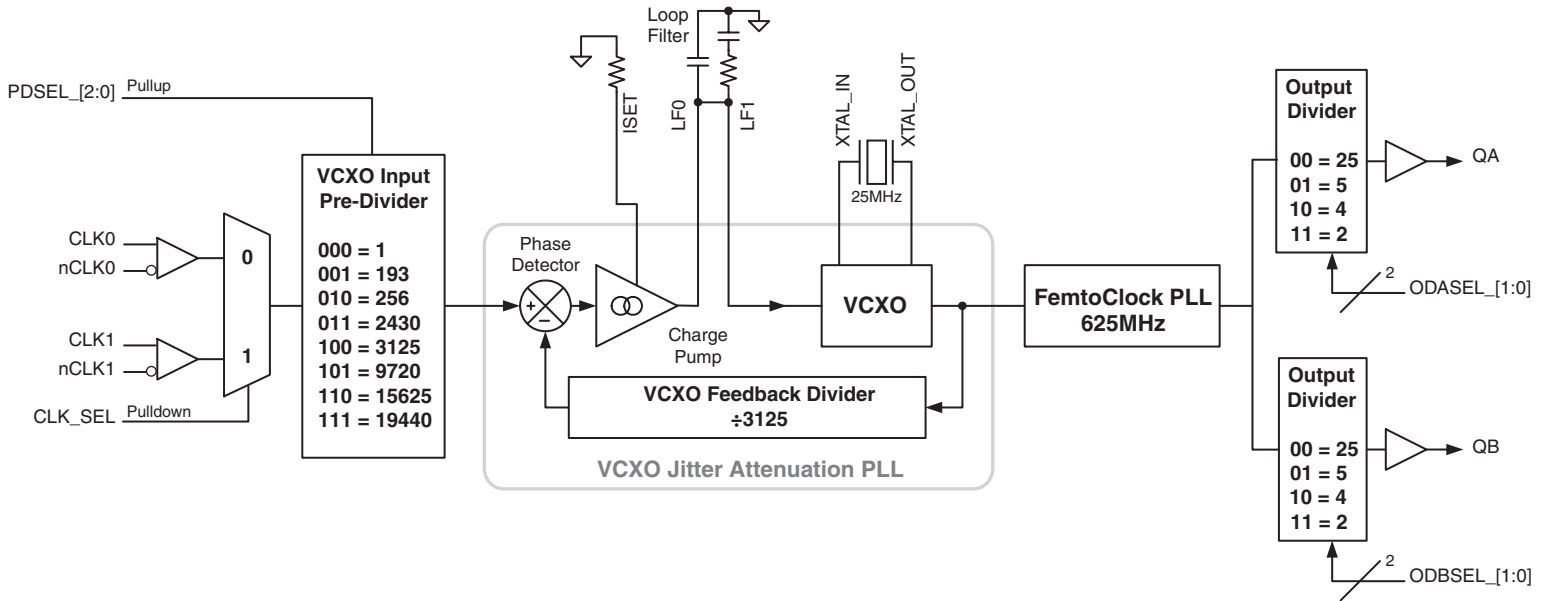 PDSEL_[2:0]
Pullup
CLK0
nCLK0
CLK1
nCLK1
CLK_SEL
Pulldown
0
1
VCXO Input
Pre-Divider
000 = 1
001 = 193
010 = 256
011 = 2430
100 = 3125
101 = 9720
110 = 15625
111 = 19440
Phase
Detector
+
–
ISET
Loop
Filter
LF0
LF1
Charge
Pump
XTAL_IN
XTAL_OUT
25MHz
VCXO
VCXO Feedback Divider
÷3125
VCXO Jitter Attenuation PLL
FemtoClock PLL
625MHz
Output
Divider
00 = 25
01 = 5
10 = 4
11 = 2
QA
2
ODASEL_[1:0]
Output
Divider
00 = 25
01 = 5
10 = 4
11 = 2
QB
2
ODBSEL_[1:0]